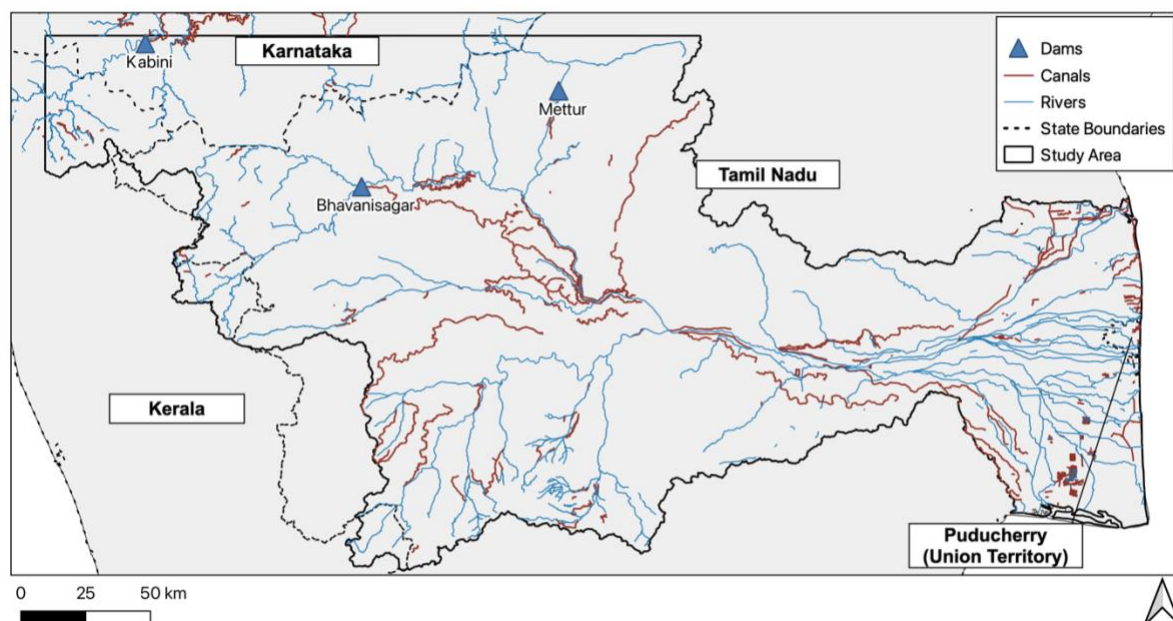 Karnataka
Kabini
Mettur
Bhavanisagar
Tamil Nadu
Kerala
Puducherry
(Union Territory)
Dams
Canals
Rivers
State Boundaries
Study Area
0 25 50 km